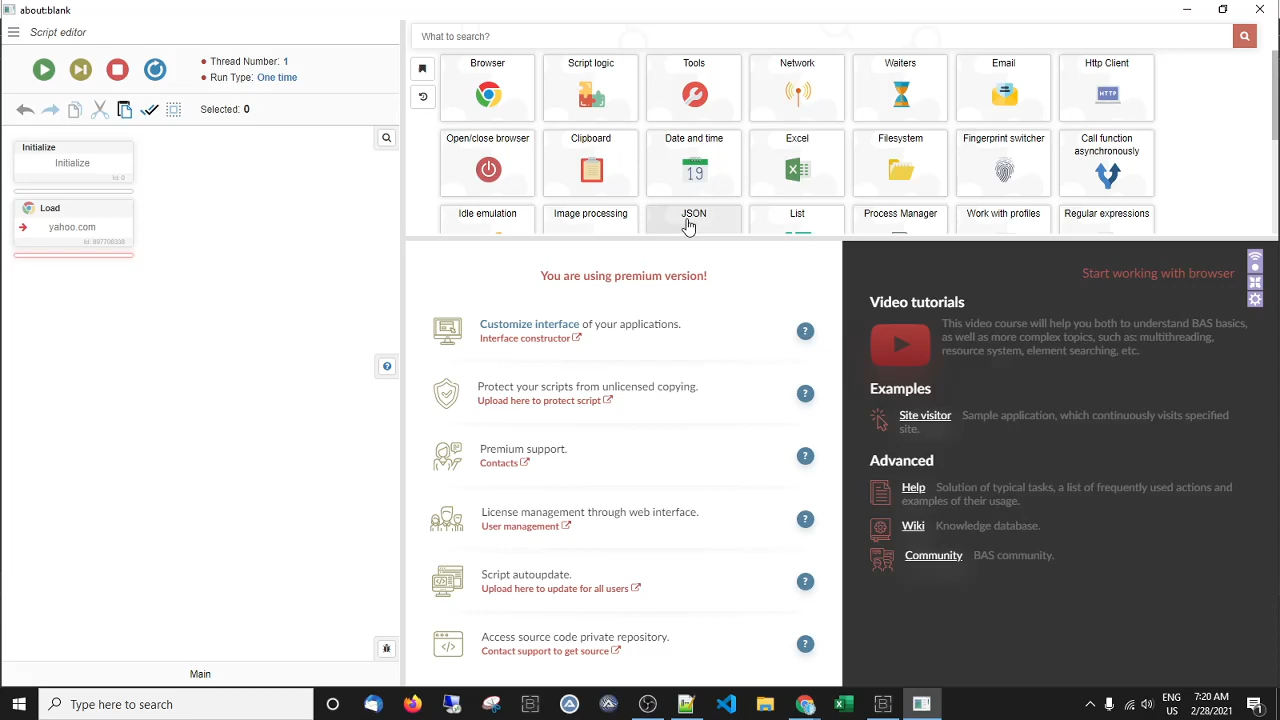 about:blank
Script editor
Thread Number: 1
Run Type: One time
Selected: 0
Initialize
Initialize
Id: 0
Load
yahoo.com
Main
What to search?
Browser
Script logic
Tools
Network
Waiters
Email
Http Client
HTTP
Open/close browser
Clipboard
Date and time
19
Excel
Filesystem
Fingerprint switcher
Call function
asynchronously
Idle emulation
Image processing
JSON
List
Process Manager
Work with profiles
Regular expressions
You are using premium version!
Customize interface of your applications.
Interface constructor
Protect your scripts from unlicensed copying.
Upload here to protect script
Premium support.
Contacts
License management through web interface.
User management
Script autoupdate.
Upload here to update for all users
Access source code private repository.
Contact support to get source
Start working with browser
Video tutorials
This video course will help you both to understand BAS basics,
as well as more complex topics, such as: multithreading,
resource system, element searching, etc.
Examples
Site visitor Sample application, which continuously visits specified
site.
Advanced
Help Solution of typical tasks, a list of frequently used actions and
examples of their usage.
Wiki Knowledge database.
Community BAS community.
Type here to search
ENG
US
7:20 AM
2/28/2021